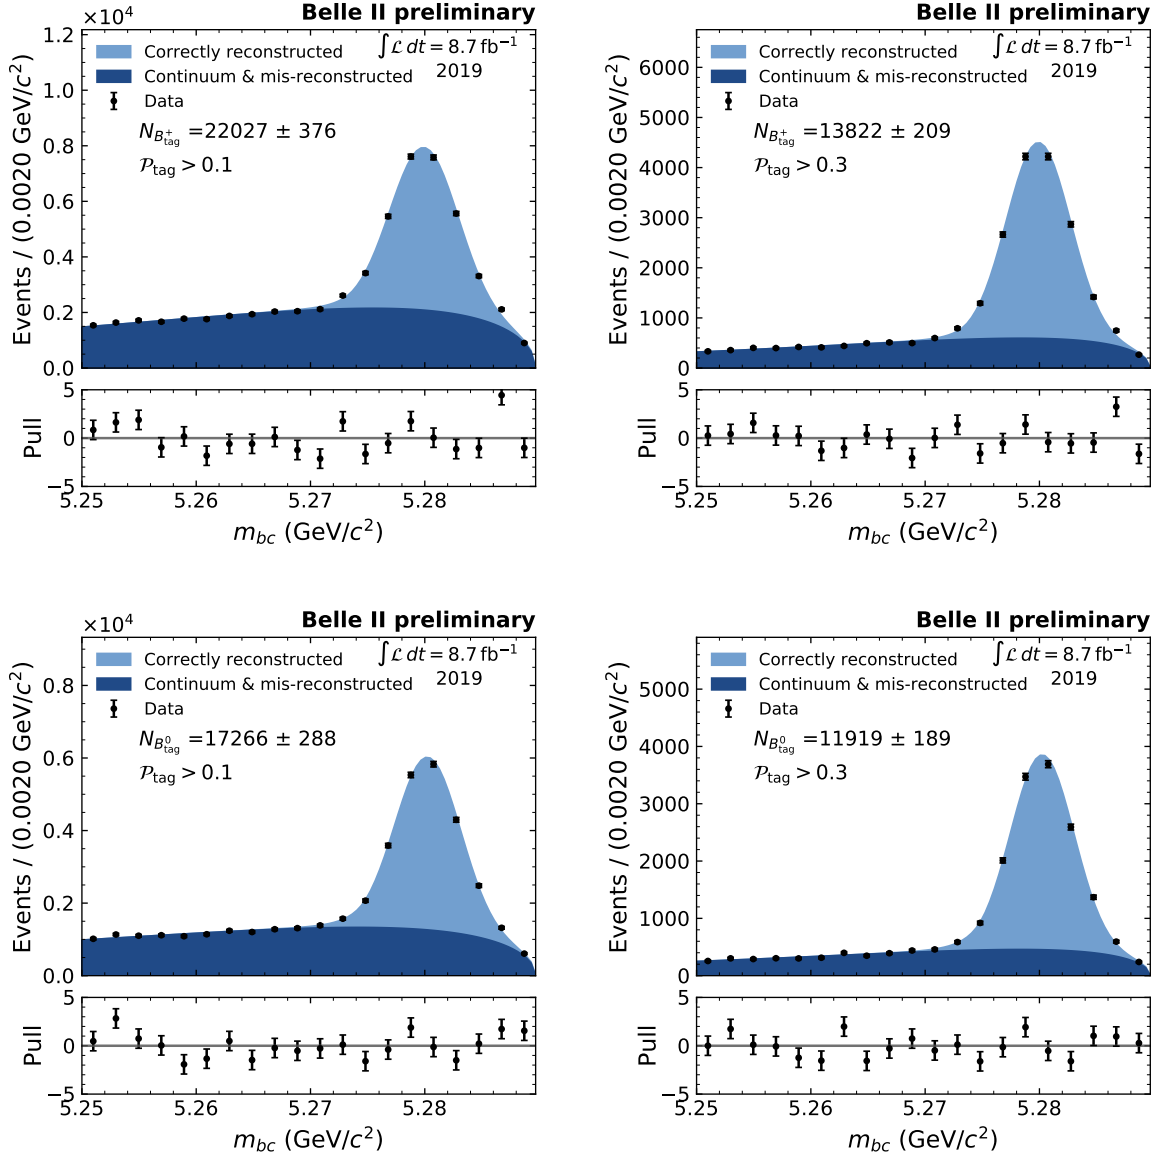 Belle II preliminary
×10⁴
Correctly reconstructed
Continuum & mis-reconstructed
Data
∫ℒ dt = 8.7 fb⁻¹
2019
N_{B⁺_tag} =22027 ± 376
𝒫_tag > 0.1
Events / (0.0020 GeV/c²)
1.2
1.0
0.8
0.6
0.4
0.2
0.0
Pull
5
0
−5
5.25 5.26 5.27 5.28
m_bc (GeV/c²)
Belle II preliminary
Correctly reconstructed
Continuum & mis-reconstructed
Data
∫ℒ dt = 8.7 fb⁻¹
2019
N_{B⁺_tag} =13822 ± 209
𝒫_tag > 0.3
Events / (0.0020 GeV/c²)
6000
5000
4000
3000
2000
1000
0
Pull
5
0
−5
5.25 5.26 5.27 5.28
m_bc (GeV/c²)
Belle II preliminary
×10⁴
Correctly reconstructed
Continuum & mis-reconstructed
Data
∫ℒ dt = 8.7 fb⁻¹
2019
N_{B⁰_tag} =17266 ± 288
𝒫_tag > 0.1
Events / (0.0020 GeV/c²)
0.8
0.6
0.4
0.2
0.0
Pull
5
0
−5
5.25 5.26 5.27 5.28
m_bc (GeV/c²)
Belle II preliminary
Correctly reconstructed
Continuum & mis-reconstructed
Data
∫ℒ dt = 8.7 fb⁻¹
2019
N_{B⁰_tag} =11919 ± 189
𝒫_tag > 0.3
Events / (0.0020 GeV/c²)
5000
4000
3000
2000
1000
0
Pull
5
0
−5
5.25 5.26 5.27 5.28
m_bc (GeV/c²)